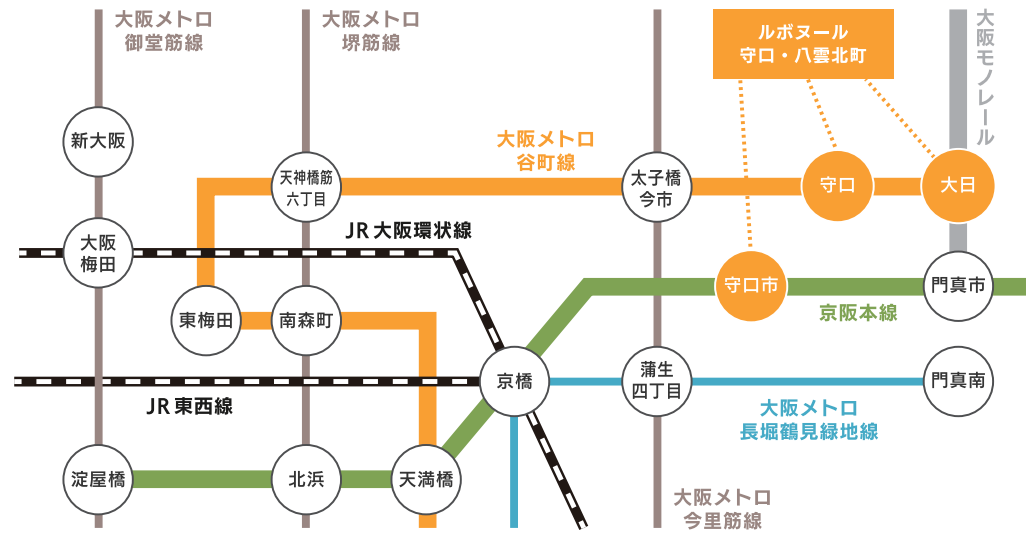 大阪メトロ
御堂筋線
大阪メトロ
堺筋線
ルボヌール
守口・八雲北町
大阪モノレール
新大阪
大阪メトロ
谷町線
天神橋筋
六丁目
太子橋
今市
守口
大日
JR大阪環状線
大阪
梅田
守口市
門真市
京阪本線
東梅田
南森町
京橋
蒲生
四丁目
門真南
JR東西線
大阪メトロ
長堀鶴見緑地線
淀屋橋
北浜
天満橋
大阪メトロ
今里筋線